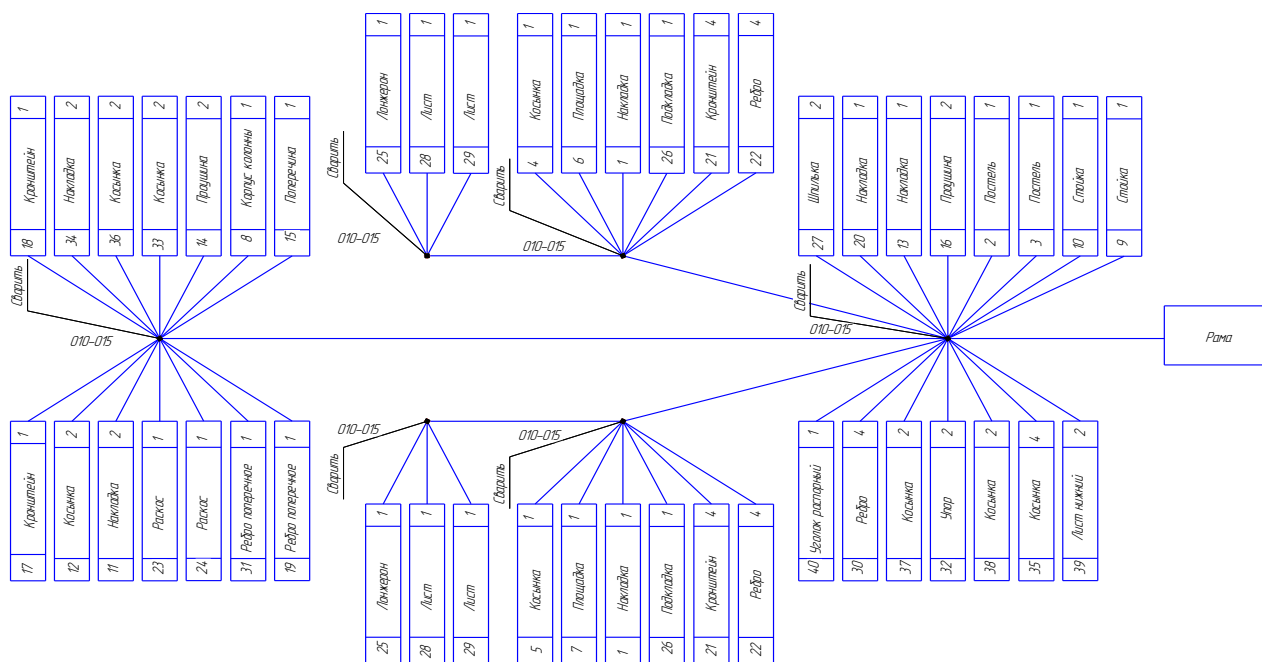 Кронштейн 1 18
Накладка 2 34
Косынка 2 36
Косынка 2 33
Проушина 2 14
Корпус колонны 1 8
Поперечина 1 15
Сварить
010-015
Лонжерон 1 25
Лист 1 28
Лист 1 29
Сварить
010-015
Косынка 1 4
Площадка 1 6
Накладка 1 1
Подкладка 1 26
Кронштейн 4 21
Ребро 4 22
Сварить
010-015
Шпилька 2 27
Накладка 1 20
Накладка 1 13
Проушина 2 16
Постель 1 2
Постель 1 3
Стойка 1 10
Стойка 1 9
Сварить
010-015
Рама
Кронштейн 1 17
Косынка 2 12
Накладка 2 11
Раскос 1 23
Раскос 1 24
Ребро поперечное 1 31
Ребро поперечное 1 19
010-015
Сварить
Лонжерон 1 25
Лист 1 28
Лист 1 29
010-015
Сварить
Косынка 1 5
Площадка 1 7
Накладка 1 1
Подкладка 1 26
Кронштейн 4 21
Ребро 4 22
Уголок распорный 1 40
Ребро 4 30
Косынка 2 37
Упор 2 32
Косынка 2 38
Косынка 4 35
Лист нижний 2 39